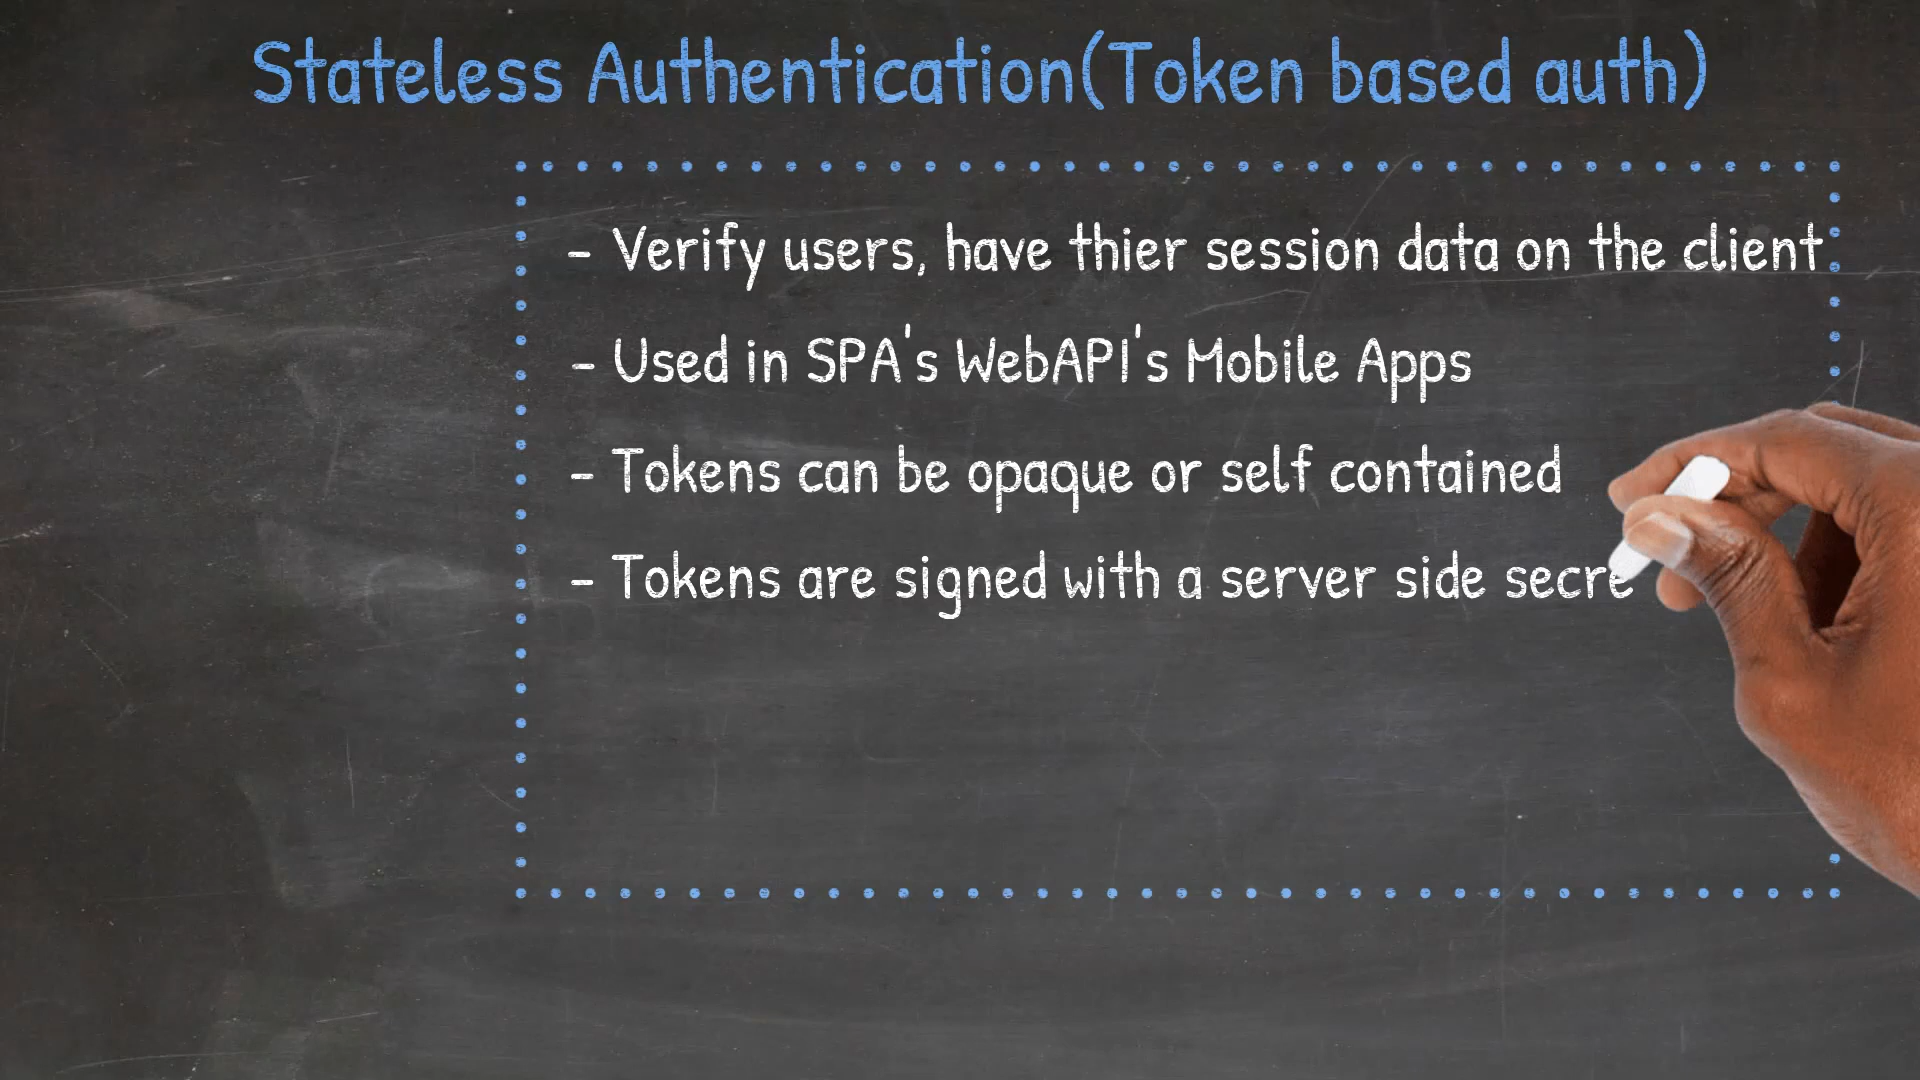 Stateless Authentication(Token based auth)
- Verify users, have thier session data on the client
- Used in SPA's WebAPI's Mobile Apps
- Tokens can be opaque or self contained
- Tokens are signed with a server side secre